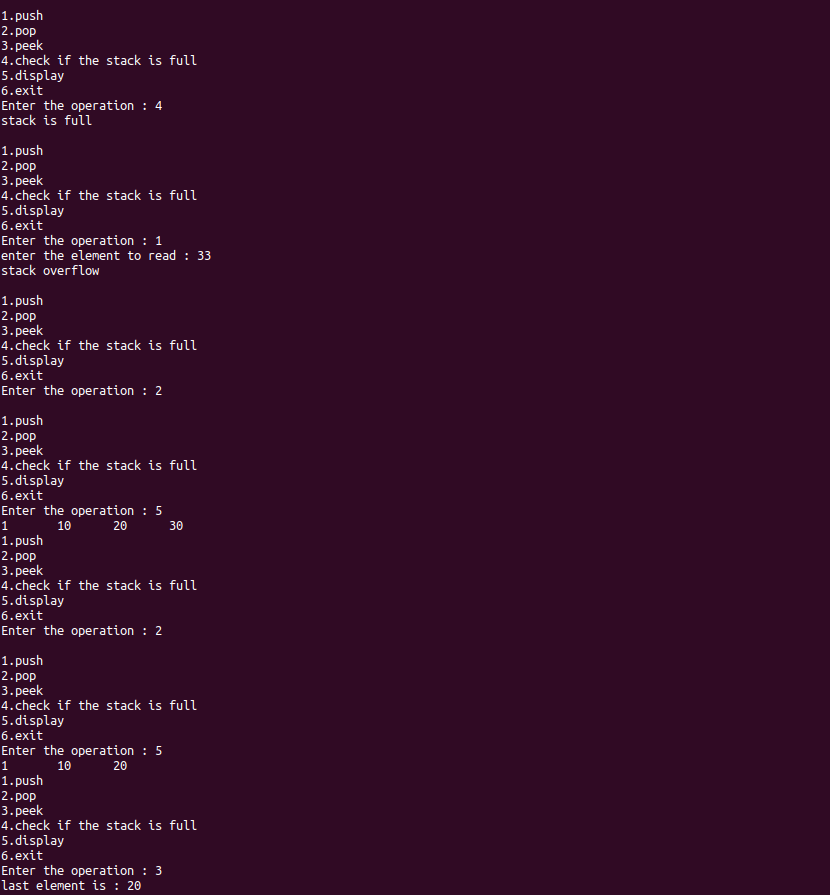 1.push
2.pop
3.peek
4.check if the stack is full
5.display
6.exit
Enter the operation : 4
stack is full
1.push
2.pop
3.peek
4.check if the stack is full
5.display
6.exit
Enter the operation : 1
enter the element to read : 33
stack overflow
1.push
2.pop
3.peek
4.check if the stack is full
5.display
6.exit
Enter the operation : 2
1.push
2.pop
3.peek
4.check if the stack is full
5.display
6.exit
Enter the operation : 5
1 10 20 30
1.push
2.pop
3.peek
4.check if the stack is full
5.display
6.exit
Enter the operation : 2
1.push
2.pop
3.peek
4.check if the stack is full
5.display
6.exit
Enter the operation : 5
1 10 20
1.push
2.pop
3.peek
4.check if the stack is full
5.display
6.exit
Enter the operation : 3
last element is : 20